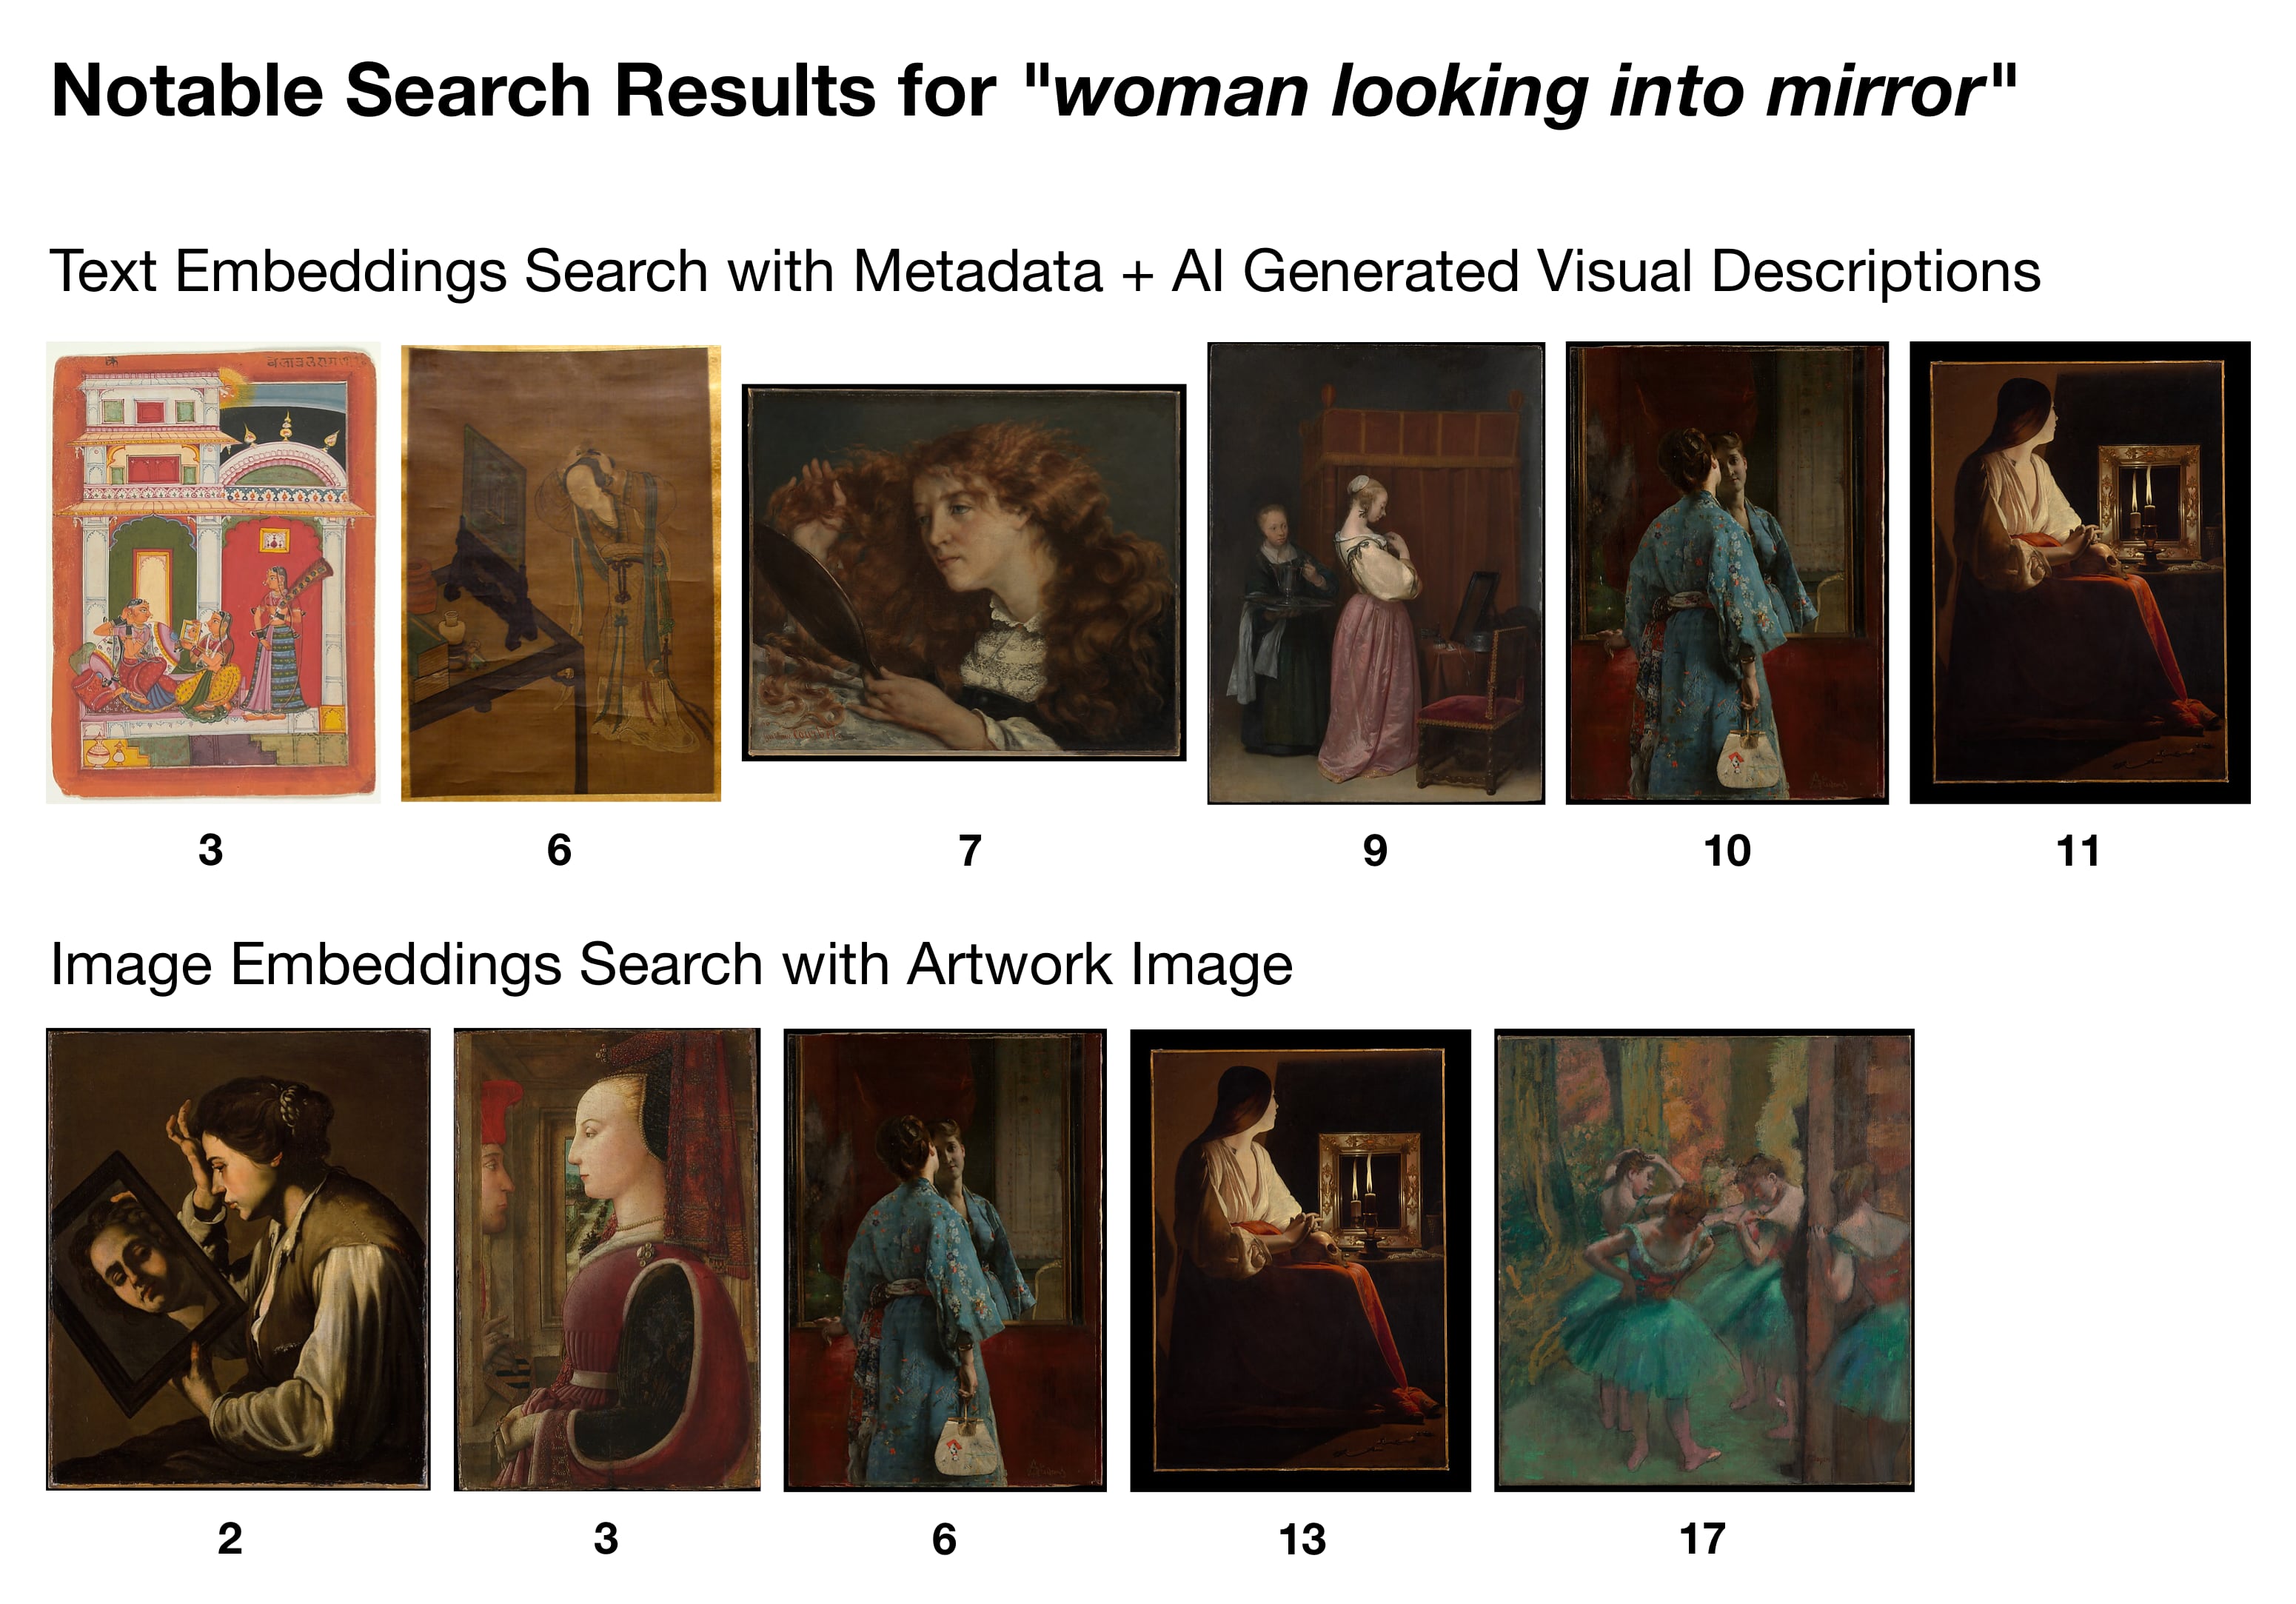 Notable Search Results for "woman looking into mirror"
Text Embeddings Search with Metadata + AI Generated Visual Descriptions
3 6 7 9 10 11
Image Embeddings Search with Artwork Image
2 3 6 13 17